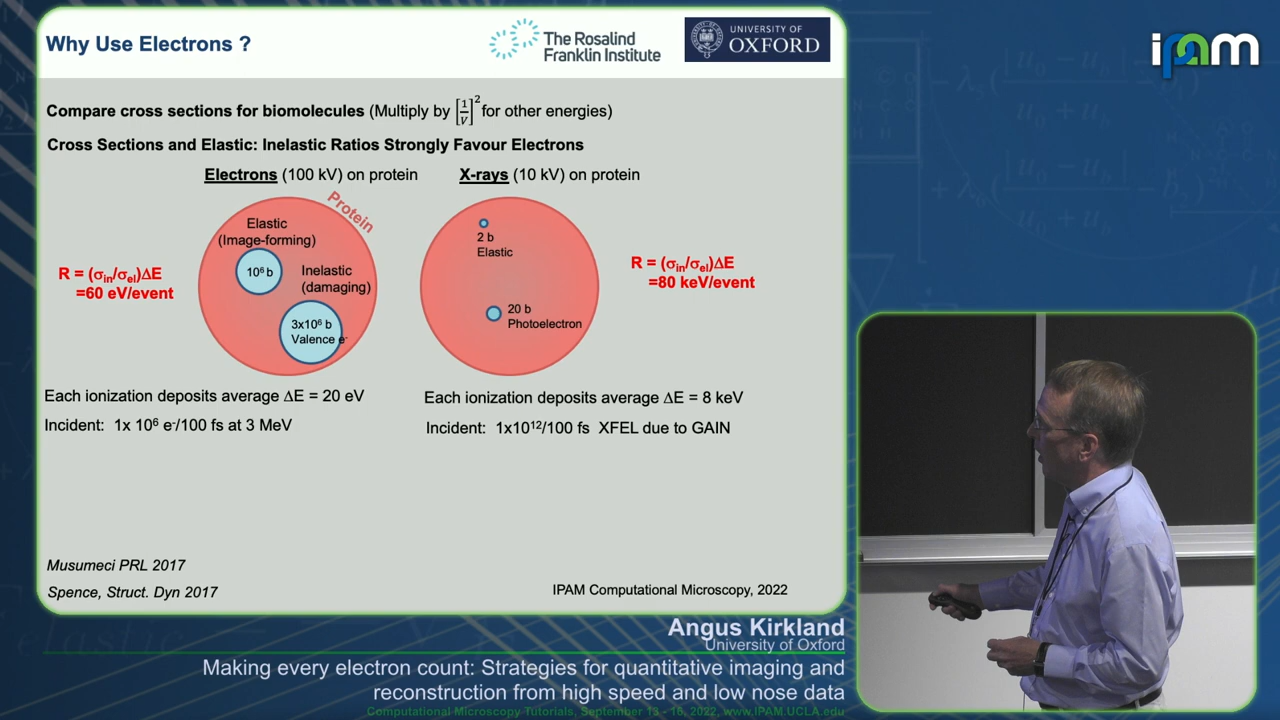 Why Use Electrons ?
The Rosalind
Franklin Institute
UNIVERSITY OF
OXFORD
ipam
Compare cross sections for biomolecules (Multiply by [1/V]² for other energies)
Cross Sections and Elastic: Inelastic Ratios Strongly Favour Electrons
Electrons (100 kV) on protein
X-rays (10 kV) on protein
Protein
Elastic
(Image-forming)
10⁶ b
Inelastic
(damaging)
3x10⁶ b
Valence e⁻
R = (σin/σel)ΔE
=60 eV/event
2 b
Elastic
20 b
Photoelectron
R = (σin/σel)ΔE
=80 keV/event
Each ionization deposits average ΔE = 20 eV
Incident: 1x 10⁶ e⁻/100 fs at 3 MeV
Each ionization deposits average ΔE = 8 keV
Incident: 1x10¹²/100 fs XFEL due to GAIN
Musumeci PRL 2017
Spence, Struct. Dyn 2017
IPAM Computational Microscopy, 2022
Angus Kirkland
University of Oxford
Making every electron count: Strategies for quantitative imaging and
reconstruction from high speed and low nose data
Computational Microscopy Tutorials, September 13 - 16, 2022, www.IPAM.UCLA.edu